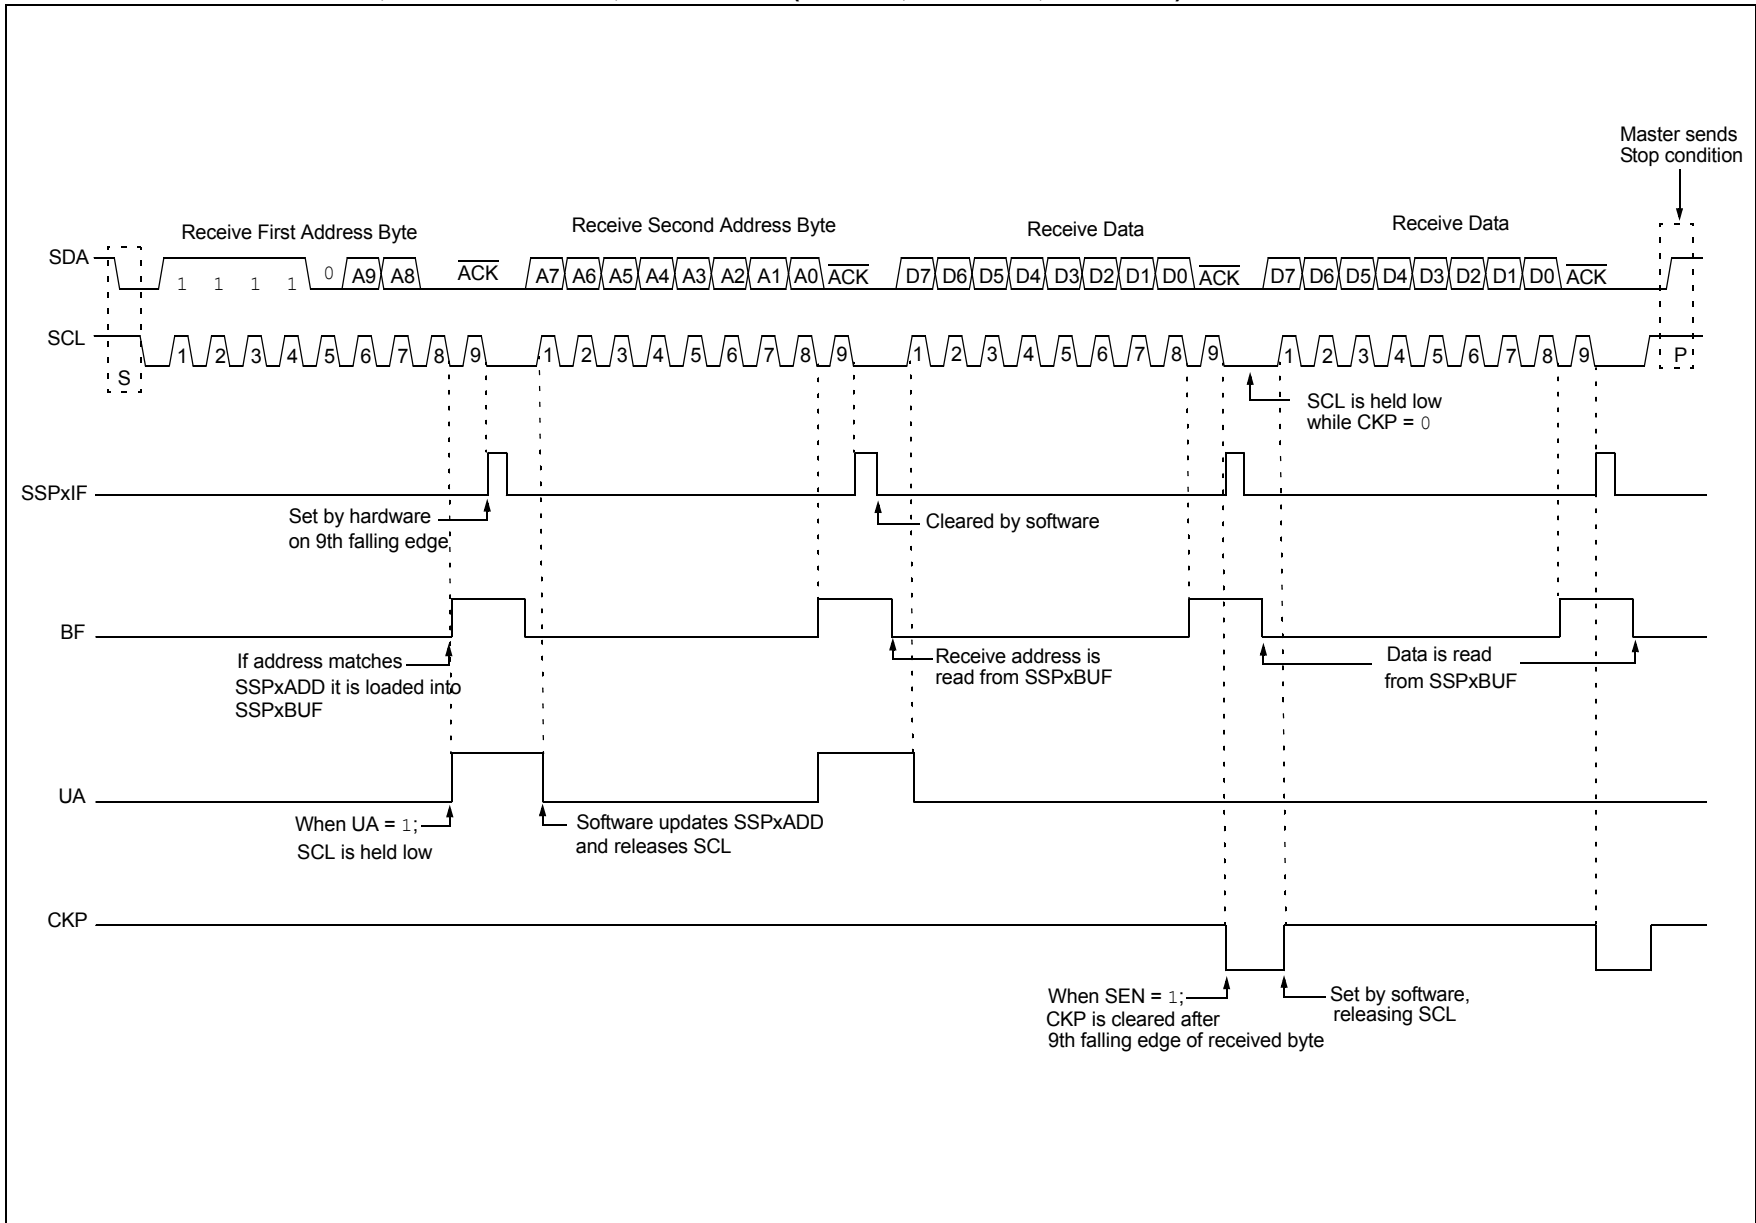 Master sends
Stop condition
Receive First Address Byte
Receive Second Address Byte
Receive Data
Receive Data
SDA
1 1 1 1 0 A9 A8 ACK A7 A6 A5 A4 A3 A2 A1 A0 ACK D7 D6 D5 D4 D3 D2 D1 D0 ACK D7 D6 D5 D4 D3 D2 D1 D0 ACK
SCL
S 1 2 3 4 5 6 7 8 9 1 2 3 4 5 6 7 8 9 1 2 3 4 5 6 7 8 9 1 2 3 4 5 6 7 8 9 P
SCL is held low
while CKP = 0
SSPxIF
Set by hardware
on 9th falling edge
Cleared by software
BF
If address matches
SSPxADD it is loaded into
SSPxBUF
Receive address is
read from SSPxBUF
Data is read
from SSPxBUF
UA
When UA = 1;
SCL is held low
Software updates SSPxADD
and releases SCL
CKP
When SEN = 1;
CKP is cleared after
9th falling edge of received byte
Set by software,
releasing SCL